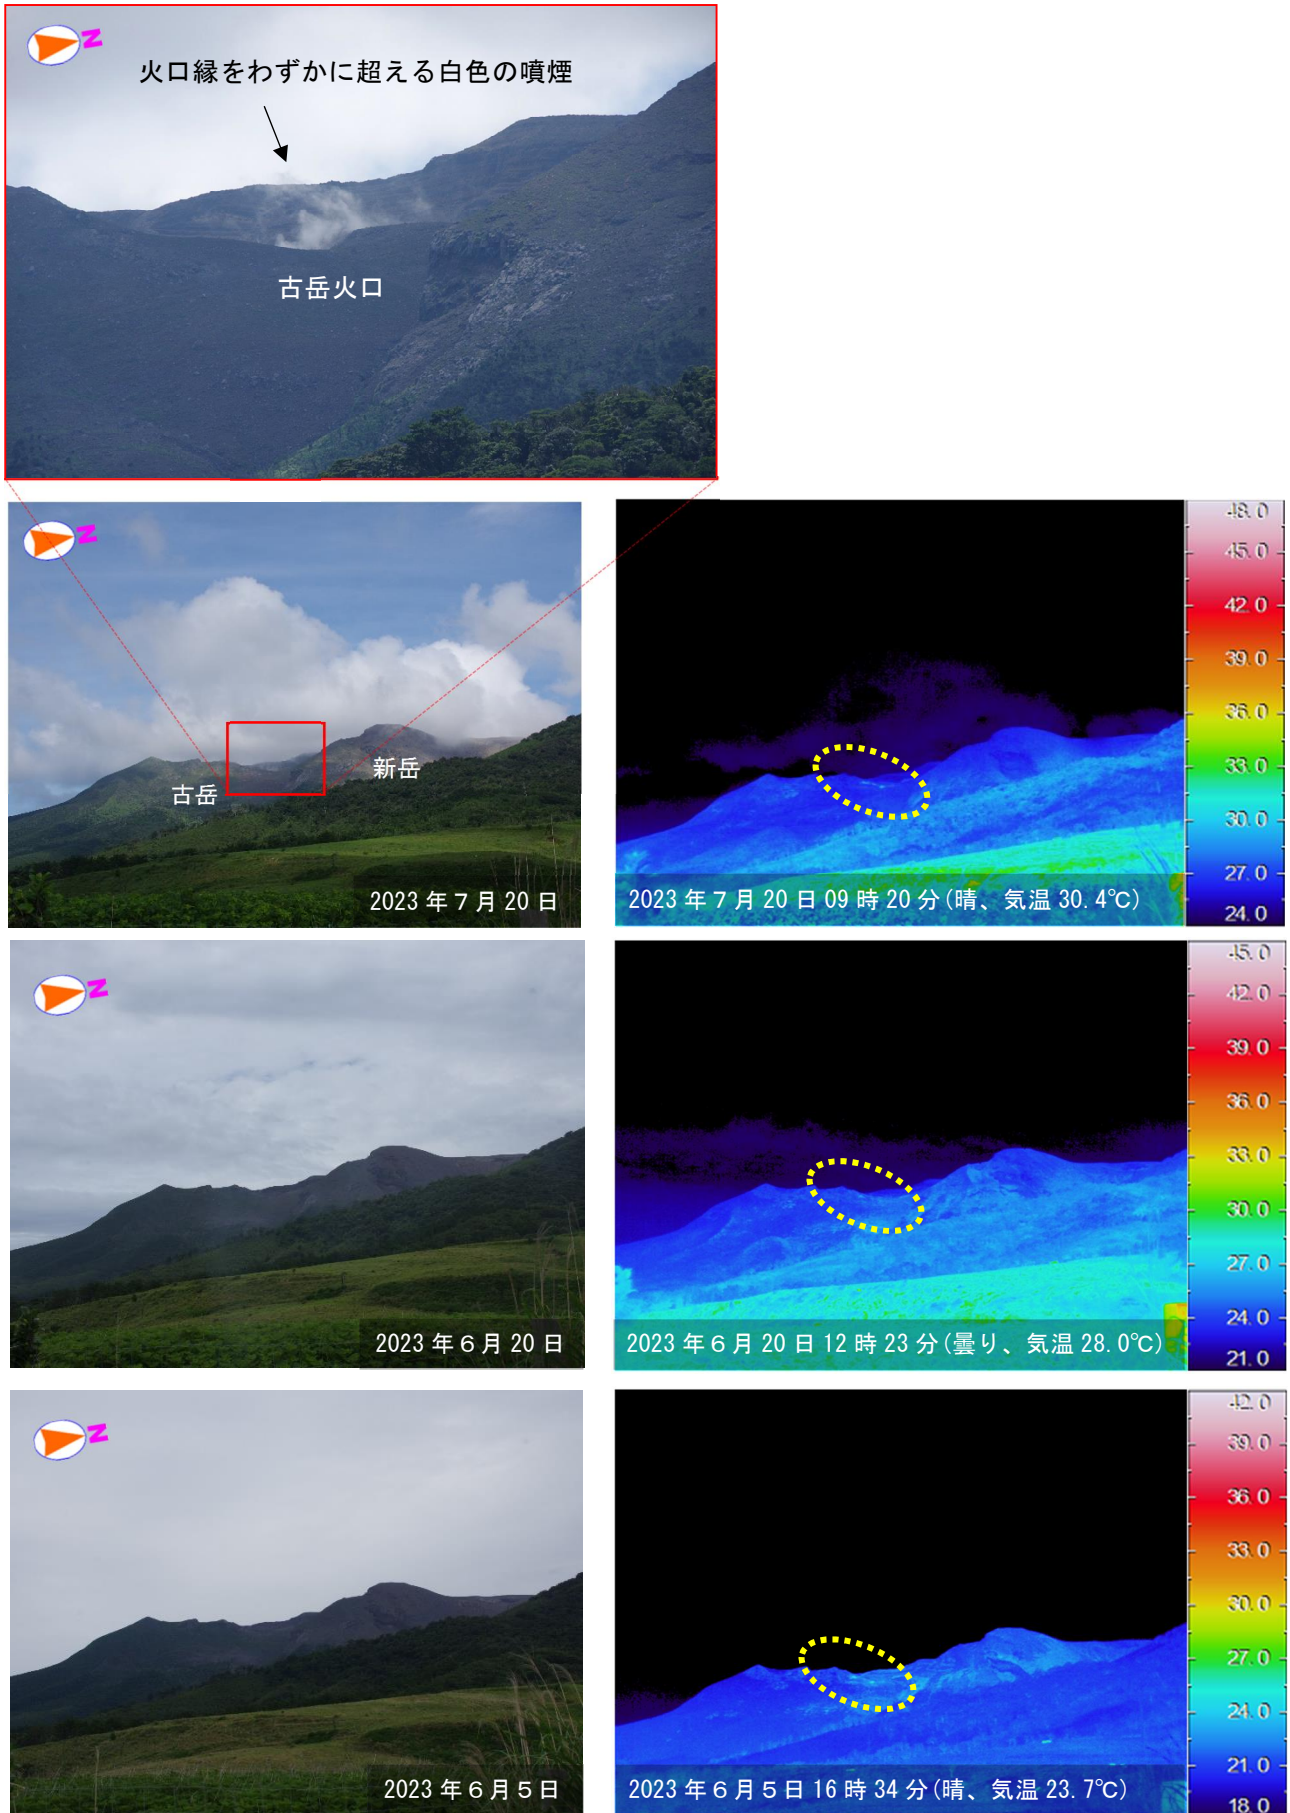 N
火口縁をわずかに超える白色の噴煙
古岳火口
N
新岳
古岳
2023年7月20日
48.0
45.0
42.0
39.0
36.0
33.0
30.0
27.0
24.0
2023年7月20日09時20分(晴、気温30.4℃)
N
2023年6月20日
45.0
42.0
39.0
36.0
33.0
30.0
27.0
24.0
21.0
2023年6月20日12時23分(曇り、気温28.0℃)
N
2023年6月5日
42.0
39.0
36.0
33.0
30.0
27.0
24.0
21.0
18.0
2023年6月5日16時34分(晴、気温23.7℃)